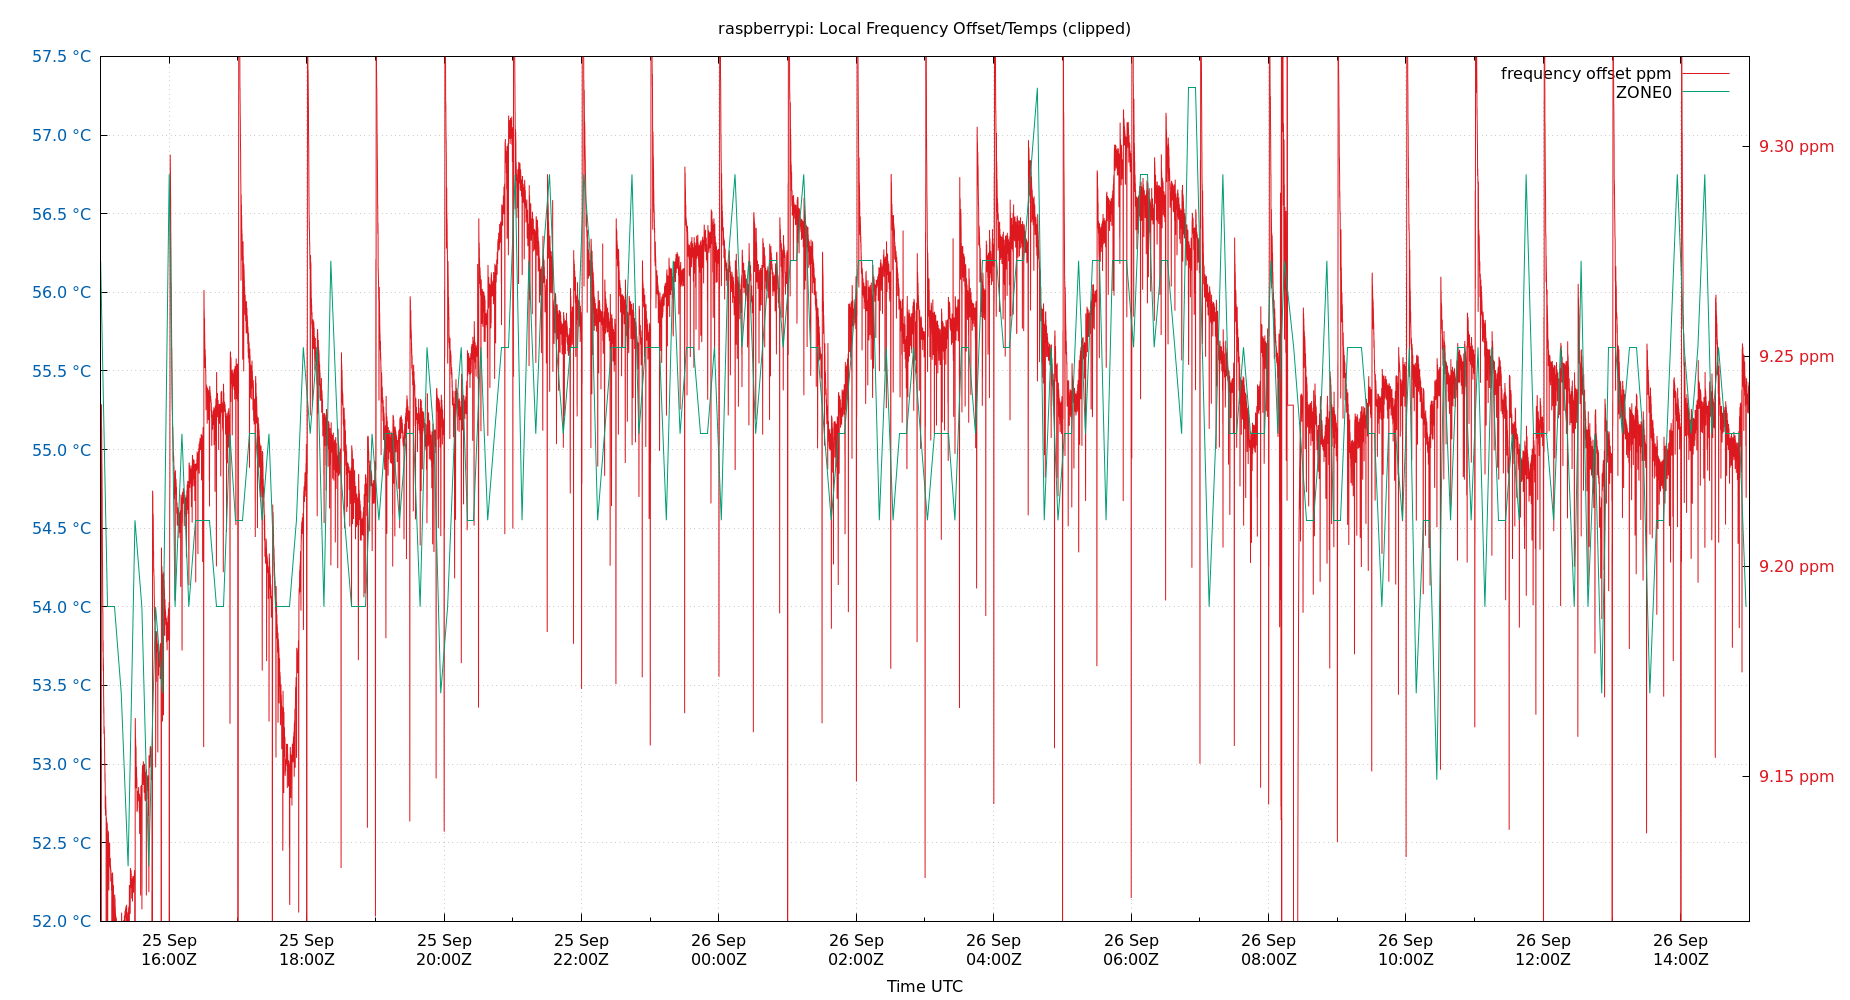 raspberrypi: Local Frequency Offset/Temps (clipped)
57.5 °C
57.0 °C
56.5 °C
56.0 °C
55.5 °C
55.0 °C
54.5 °C
54.0 °C
53.5 °C
53.0 °C
52.5 °C
52.0 °C
frequency offset ppm
ZONE0
9.30 ppm
9.25 ppm
9.20 ppm
9.15 ppm
25 Sep
16:00Z
25 Sep
18:00Z
25 Sep
20:00Z
25 Sep
22:00Z
26 Sep
00:00Z
26 Sep
02:00Z
26 Sep
04:00Z
26 Sep
06:00Z
26 Sep
08:00Z
26 Sep
10:00Z
26 Sep
12:00Z
26 Sep
14:00Z
Time UTC